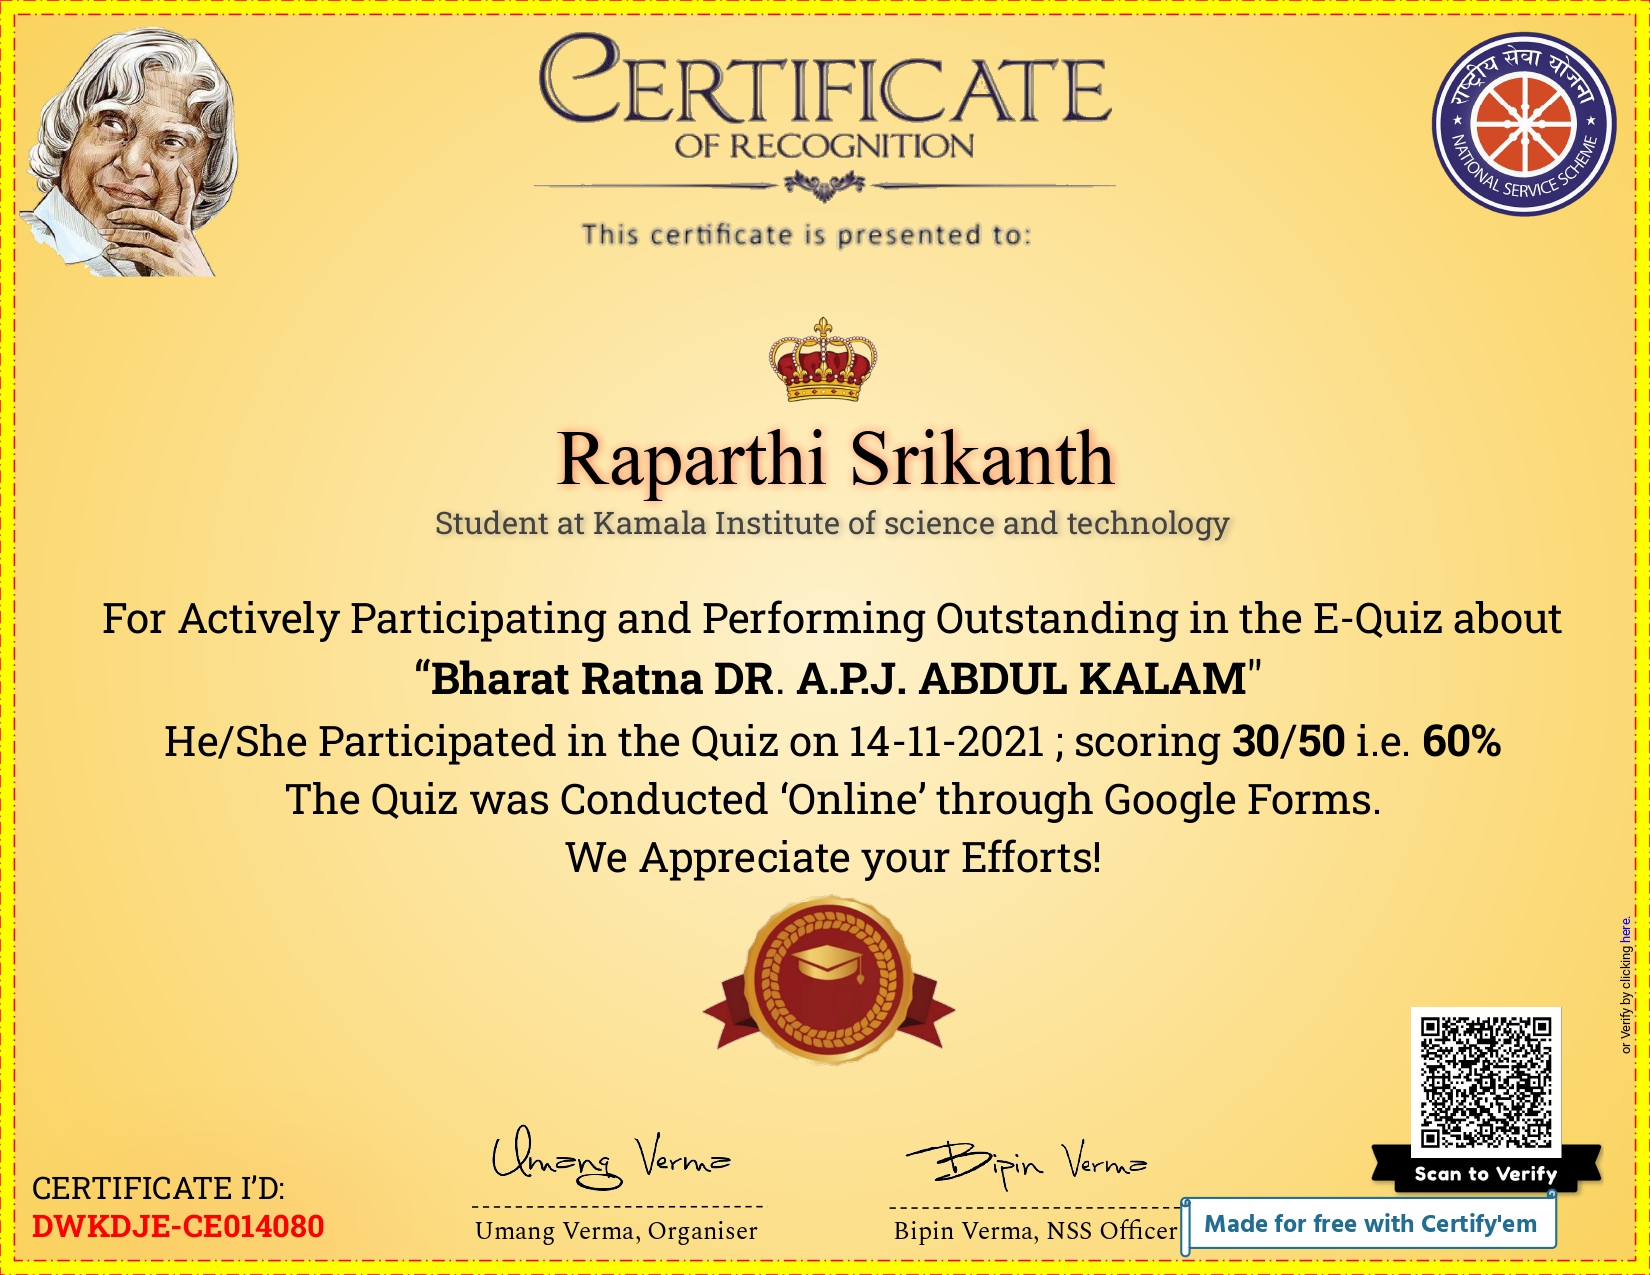 CERTIFICATE
OF RECOGNITION
राष्ट्रीय सेवा योजना
NATIONAL SERVICE SCHEME
This certificate is presented to:
Raparthi Srikanth
Student at Kamala Institute of science and technology
For Actively Participating and Performing Outstanding in the E-Quiz about
“Bharat Ratna DR. A.P.J. ABDUL KALAM"
He/She Participated in the Quiz on 14-11-2021 ; scoring 30/50 i.e. 60%
The Quiz was Conducted ‘Online’ through Google Forms.
We Appreciate your Efforts!
or Verify by clicking here.
Scan to Verify
CERTIFICATE I’D:
DWKDJE-CE014080
Umang Verma
Umang Verma, Organiser
Bipin Verma
Bipin Verma, NSS Officer
Made for free with Certify'em